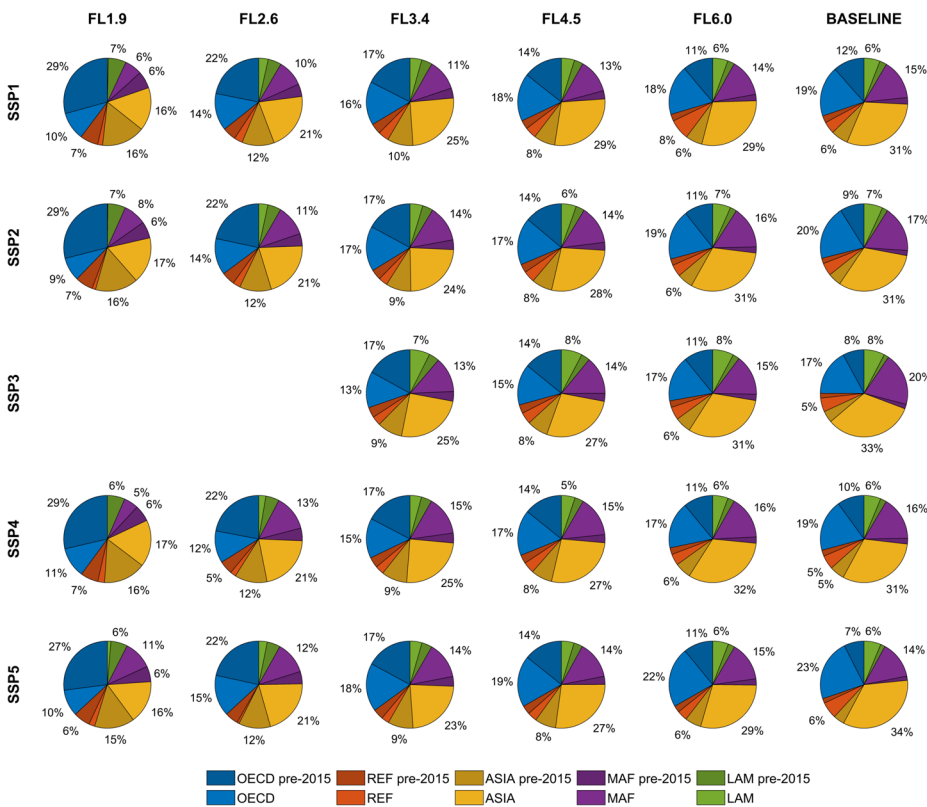 FL1.9 FL2.6 FL3.4 FL4.5 FL6.0 BASELINE
SSP1
29% 7% 6% 6% 16% 16% 7% 10%
22% 10% 21% 12% 14%
17% 11% 25% 10% 16%
14% 13% 29% 8% 18%
11% 6% 14% 29% 6% 8% 18%
12% 6% 15% 31% 6% 19%
SSP2
29% 7% 8% 6% 17% 16% 7% 9%
22% 11% 21% 12% 14%
17% 14% 24% 9% 17%
14% 6% 14% 28% 8% 17%
11% 7% 16% 31% 6% 19%
9% 7% 17% 31% 20%
SSP3
17% 7% 13% 25% 9% 13%
14% 8% 14% 27% 8% 15%
11% 8% 15% 31% 6% 17%
8% 8% 20% 33% 5% 17%
SSP4
29% 6% 5% 6% 17% 16% 7% 11%
22% 13% 21% 12% 5% 12%
17% 15% 25% 9% 15%
14% 5% 15% 27% 8% 17%
11% 6% 16% 32% 6% 17%
10% 6% 16% 31% 5% 5% 19%
SSP5
27% 6% 11% 6% 16% 15% 6% 10%
22% 12% 21% 12% 15%
17% 14% 23% 9% 18%
14% 14% 27% 8% 19%
11% 6% 15% 29% 6% 22%
7% 6% 14% 34% 6% 23%
OECD pre-2015 REF pre-2015 ASIA pre-2015 MAF pre-2015 LAM pre-2015
OECD REF ASIA MAF LAM